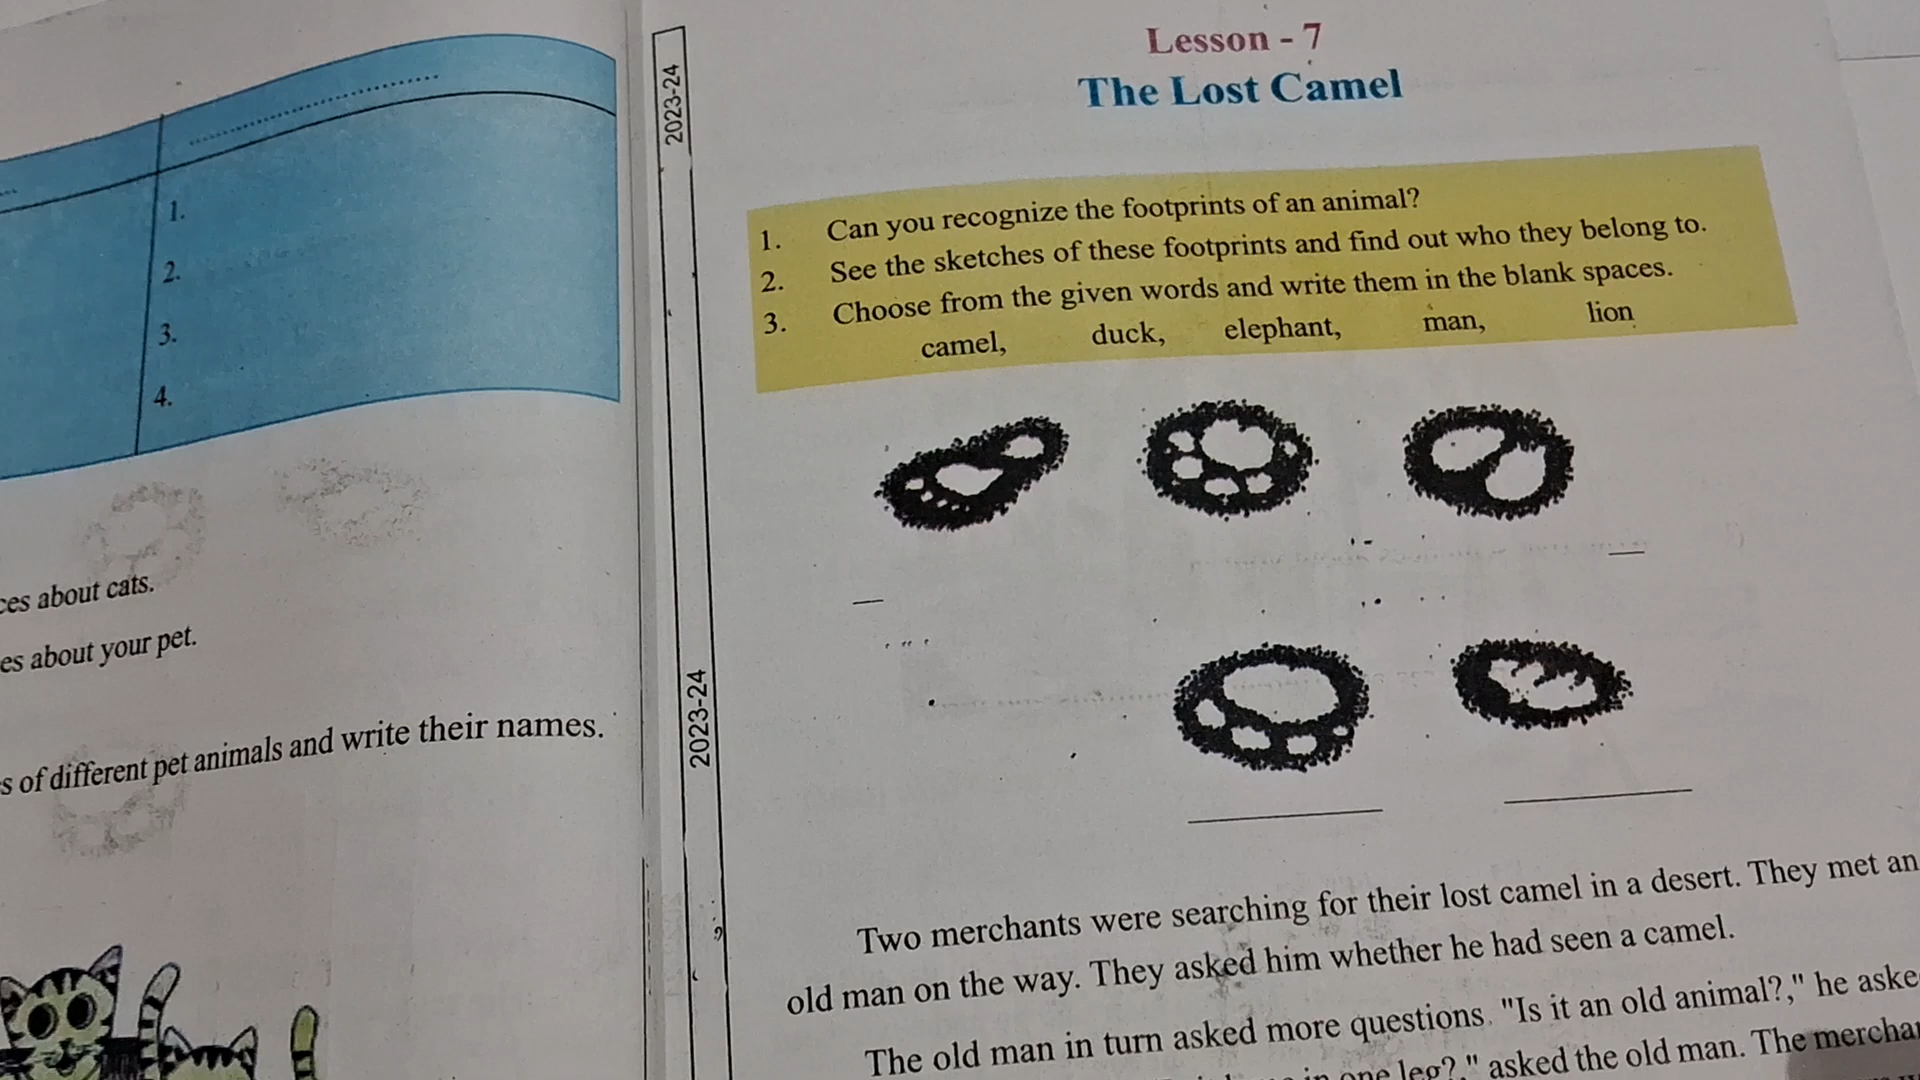 1.
2.
3.
4.
es about cats.
es about your pet.
s of different pet animals and write their names.
2023-24
2023-24
Lesson - 7
The Lost Camel
1. Can you recognize the footprints of an animal?
2. See the sketches of these footprints and find out who they belong to.
3. Choose from the given words and write them in the blank spaces.
camel, duck, elephant, man, lion
Two merchants were searching for their lost camel in a desert. They met an
old man on the way. They asked him whether he had seen a camel.
The old man in turn asked more questions. "Is it an old animal?," he aske
in one leg?," asked the old man. The mercha